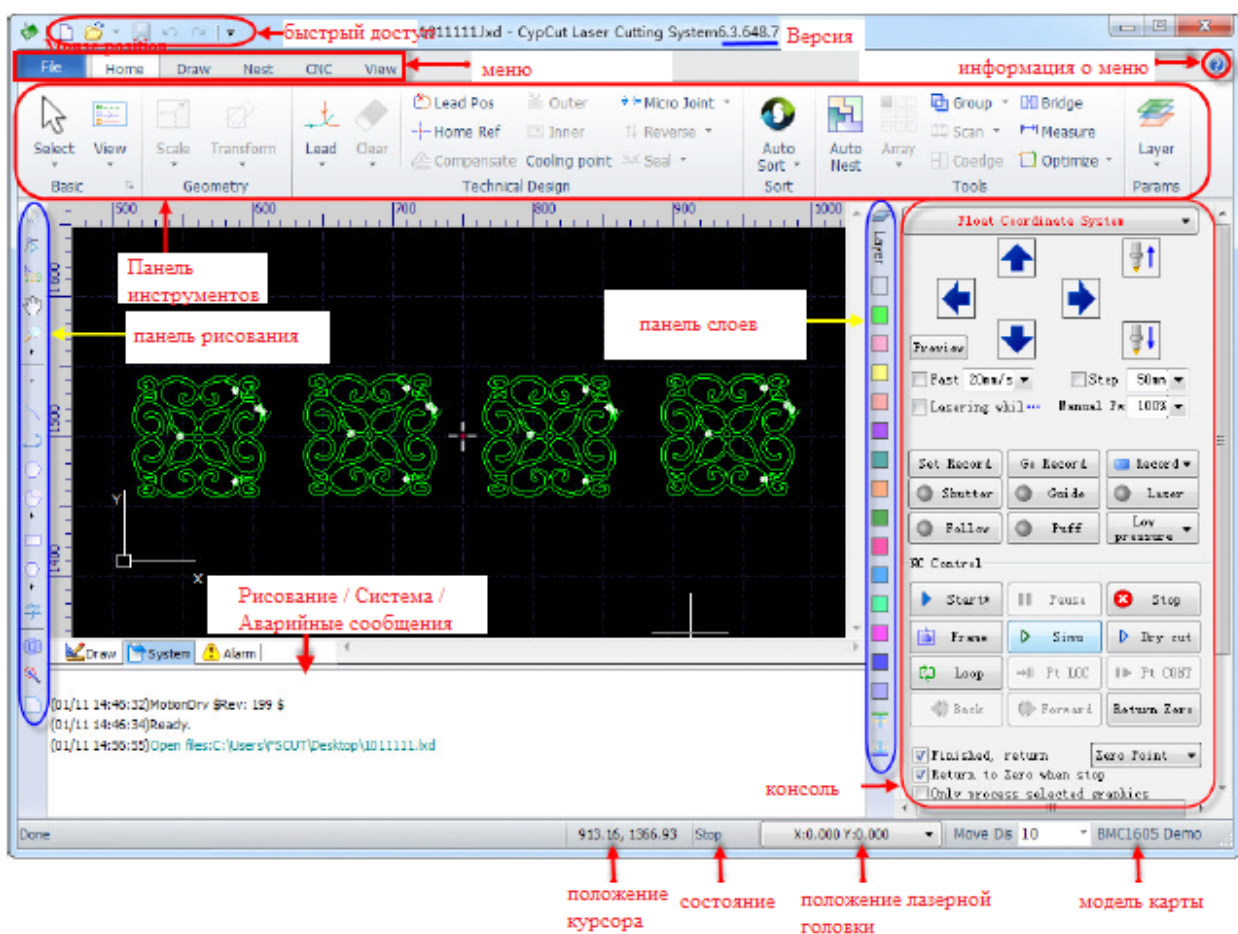 быстрый доступ
1011111.lxd - CypCut Laser Cutting System6.3.648.7
Версия
File Home Draw Nest CNC View
меню
информация о меню
Lead Pos Outer Micro Joint Group Bridge
Home Ref Inner Reverse Scan Measure
Select View Scale Transform Lead Clear Compensate Cooling point Seal Auto Sort Auto Nest Array Coedge Optimize Layer
Basic Geometry Technical Design Sort Tools Params
500 600 700 800 900 1000
Layer
Float Coordinate System
1600
Панель
инструментов
панель рисования
панель слоев
Preview
Fast 20mm/s Step 50mm
Lasering whil... Manual Pw 100%
1500
Set Record Go Record Record
Shutter Guide Laser
Follow Puff Low pressure
Y
1400
X
NC Control
Рисование / Система /
Аварийные сообщения
Start* Pause Stop
Frame Simu Dry cut
Loop Pt LOC Pt CONT
Back Forward Return Zero
Draw System Alarm
(01/11 14:46:32)MotionDrv $Rev: 199 $
(01/11 14:46:34)Ready.
(01/11 14:56:55)Open files:C:\Users\FSCUT\Desktop\1011111.lxd
Finished, return Zero Point
Return to Zero when stop
Only process selected graphics
консоль
Done 913.16, 1366.93 Stop X:0.000 Y:0.000 Move Dis 10 BMC1605 Demo
положение
курсора
состояние
положение лазерной
головки
модель карты